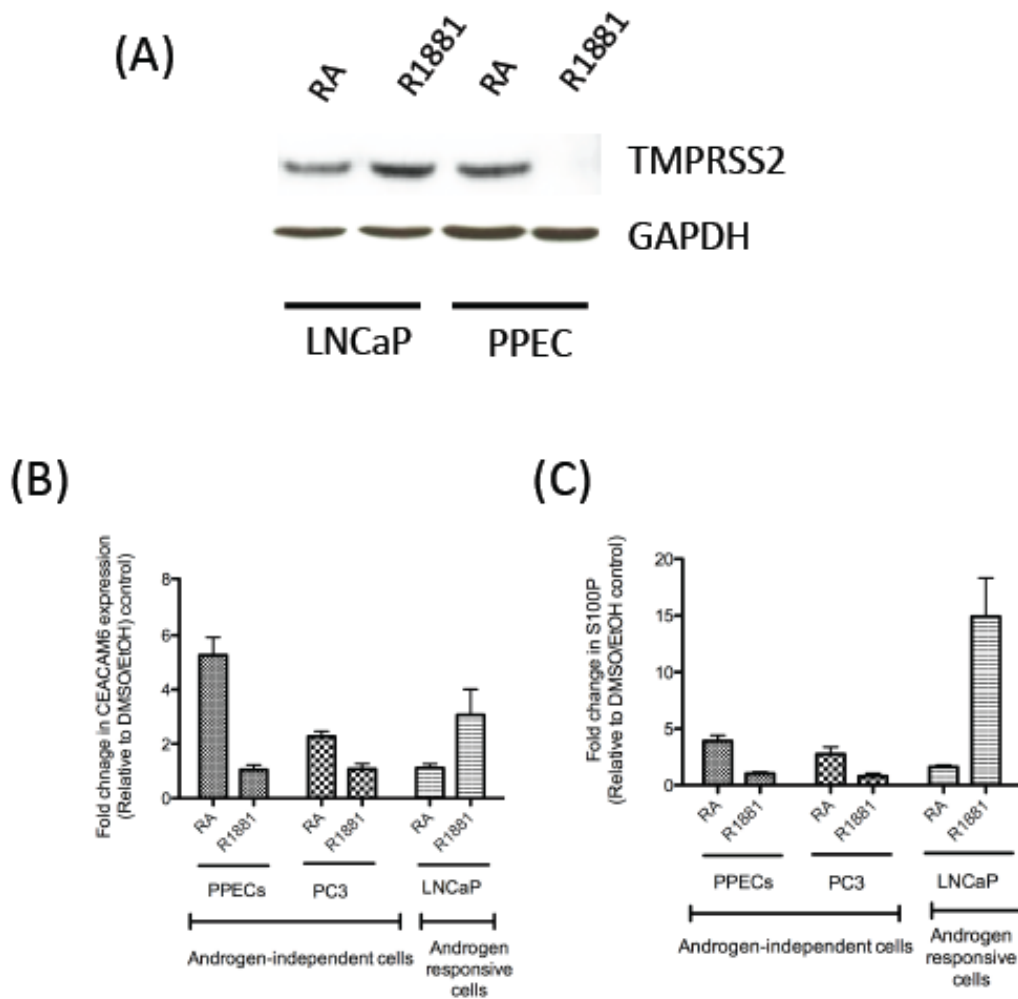 (A)
RA R1881 RA R1881
TMPRSS2
GAPDH
LNCaP PPEC
(B)
Fold chnage in CEACAM6 expression
(Relative to DMSO/EtOH) control)
8
6
4
2
0
RA R1881 RA R1881 RA R1881
PPECs PC3 LNCaP
Androgen-independent cells
Androgen
responsive
cells
(C)
Fold change in S100P
(Relative to DMSO/EtOH control)
20
15
10
5
0
RA R1881 RA R1881 RA R1881
PPECs PC3 LNCaP
Androgen-independent cells
Androgen
responsive
cells